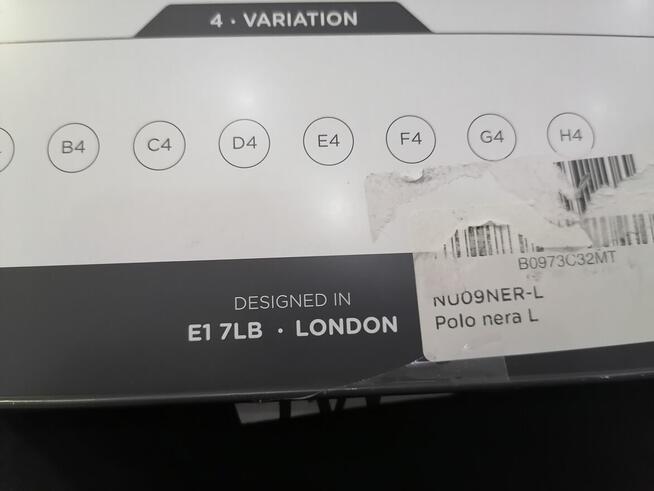 4 · VARIATION
B4 C4 D4 E4 F4 G4 H4
B0973C32MT
DESIGNED IN
E1 7LB · LONDON
NU09NER-L
Polo nera L